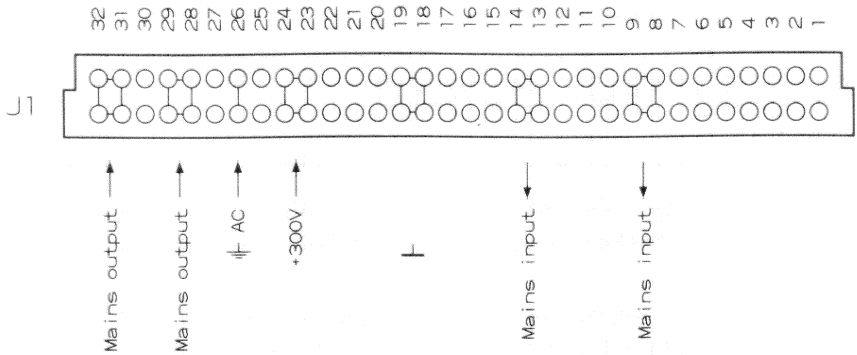 32 31 30 29 28 27 26 25 24 23 22 21 20 19 18 17 16 15 14 13 12 11 10 9 8 7 6 5 4 3 2 1
J1
Mains output
Mains output
AC
+300V
Mains input
Mains input